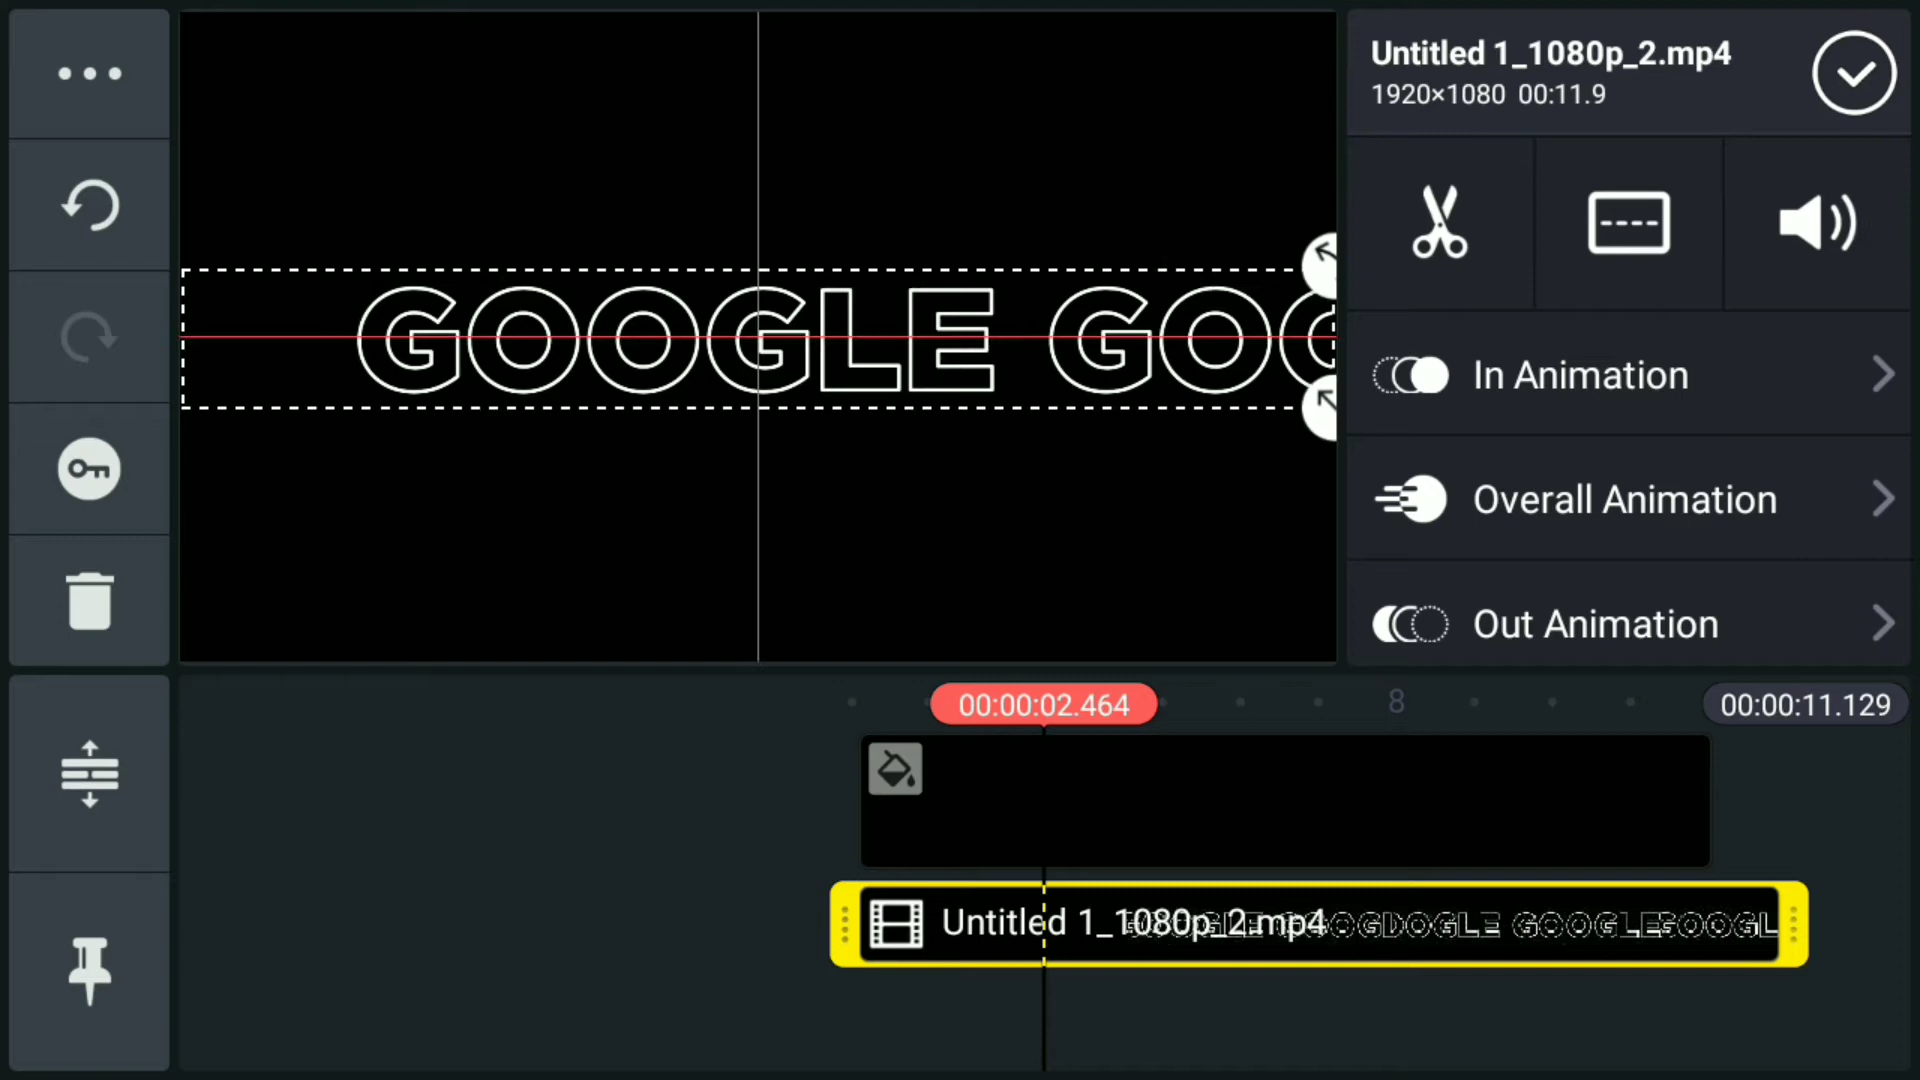 Untitled 1_1080p_2.mp4
1920×1080 00:11.9
GOOGLE GOO
In Animation
Overall Animation
Out Animation
00:00:02.464
8
00:00:11.129
Untitled 1_1080p_2.mp4